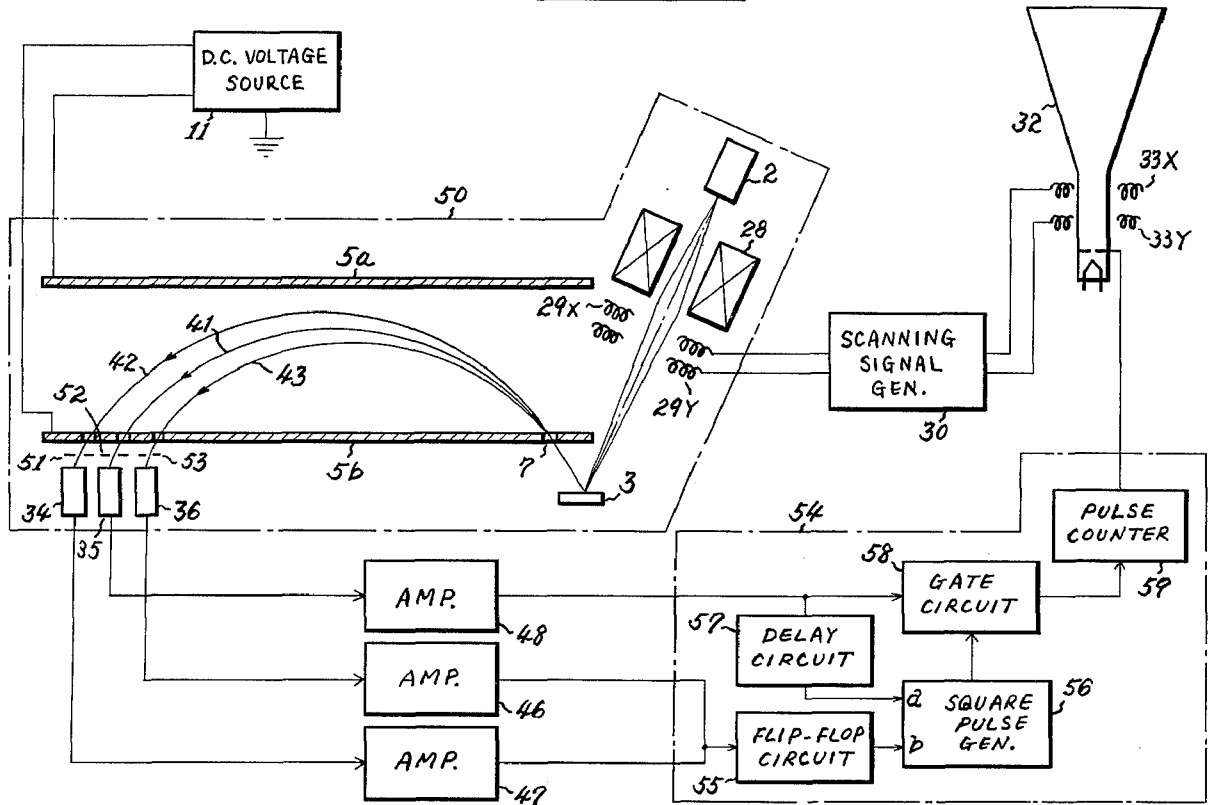 D.C. VOLTAGE
SOURCE
11
32
33X
33Y
2
50
28
5a
29X
41
42
43
29Y
SCANNING
SIGNAL
GEN.
30
52
51
53
5b
7
3
34
35
36
54
PULSE
COUNTER
59
58
GATE
CIRCUIT
AMP.
48
57
DELAY
CIRCUIT
AMP.
46
a
b
SQUARE
PULSE
GEN.
56
FLIP-FLOP
CIRCUIT
55
AMP.
47